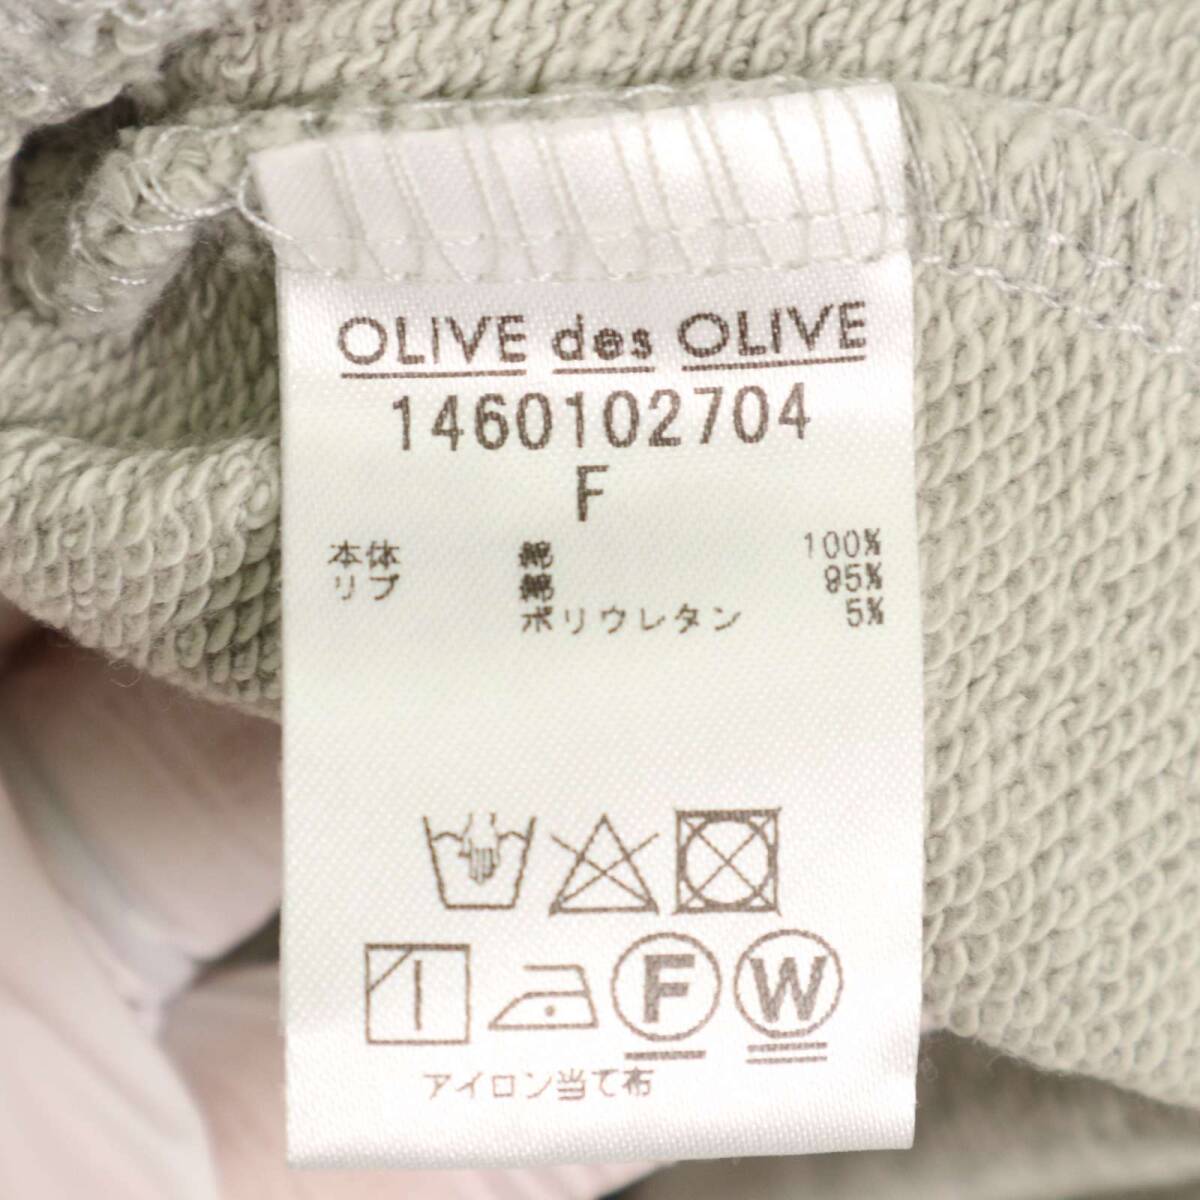 OLIVE des OLIVE
1460102704
F
本体 綿 100%
リブ 綿 95%
ポリウレタン 5%
F W
アイロン当て布